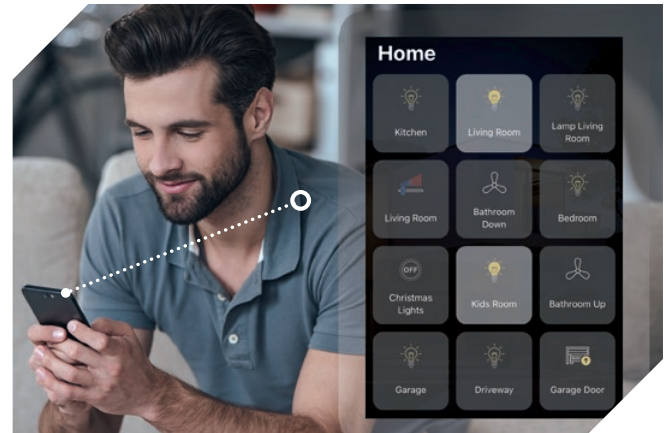 Home
Kitchen
Living Room
Lamp Living
Room
Living Room
Bathroom
Down
Bedroom
OFF
Christmas
Lights
Kids Room
Bathroom Up
Garage
Driveway
Garage Door